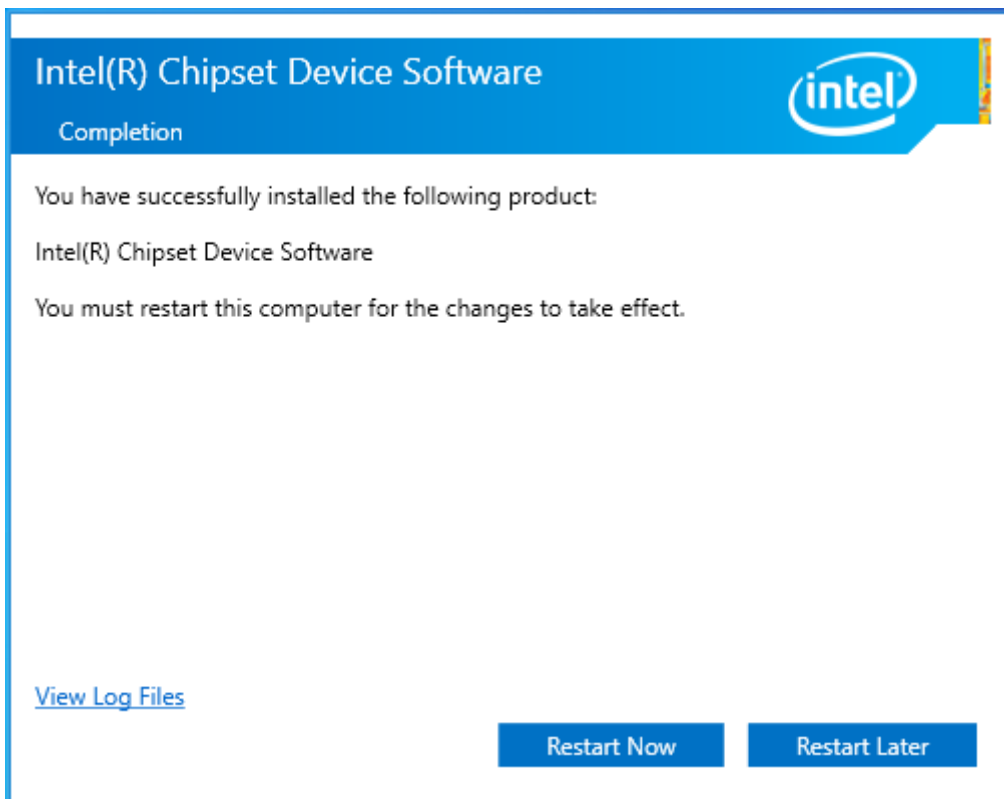 Intel(R) Chipset Device Software
intel
Completion
You have successfully installed the following product:
Intel(R) Chipset Device Software
You must restart this computer for the changes to take effect.
View Log Files
Restart Now
Restart Later